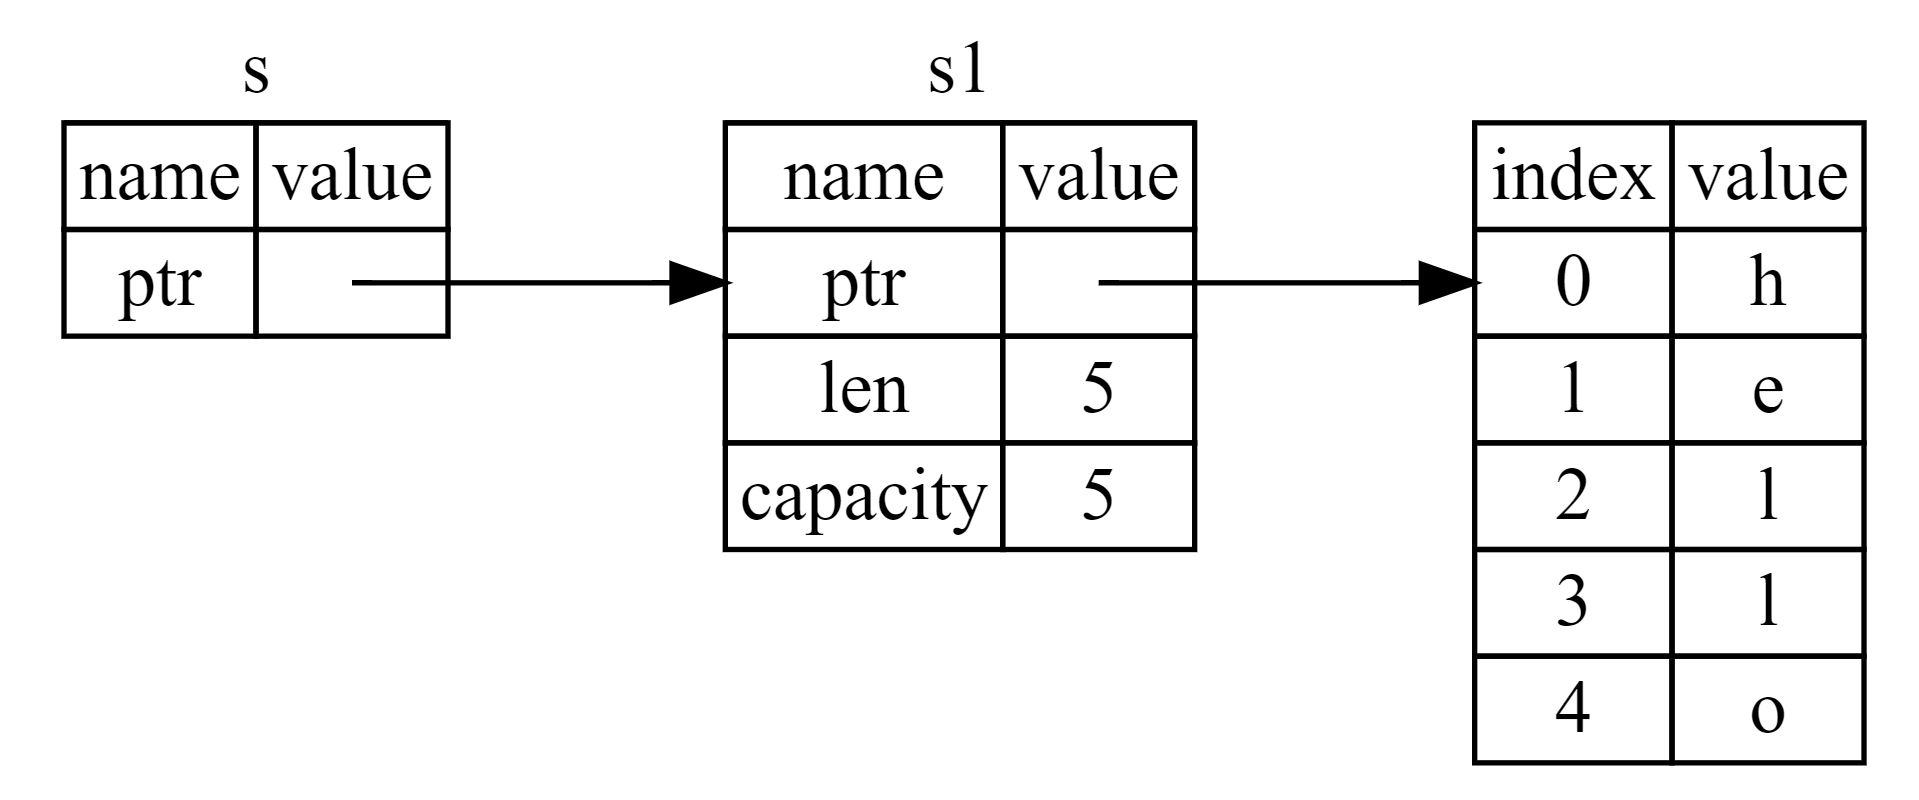 s
name value
ptr
s1
name value
ptr
len 5
capacity 5
index value
0 h
1 e
2 l
3 l
4 o